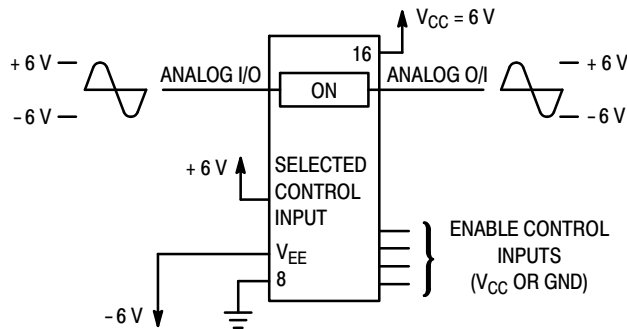 V_CC = 6 V
16
+ 6 V
ANALOG I/O
ON
ANALOG O/I
+ 6 V
– 6 V
– 6 V
+ 6 V
SELECTED
CONTROL
INPUT
V_EE
8
– 6 V
ENABLE CONTROL
INPUTS
(V_CC OR GND)